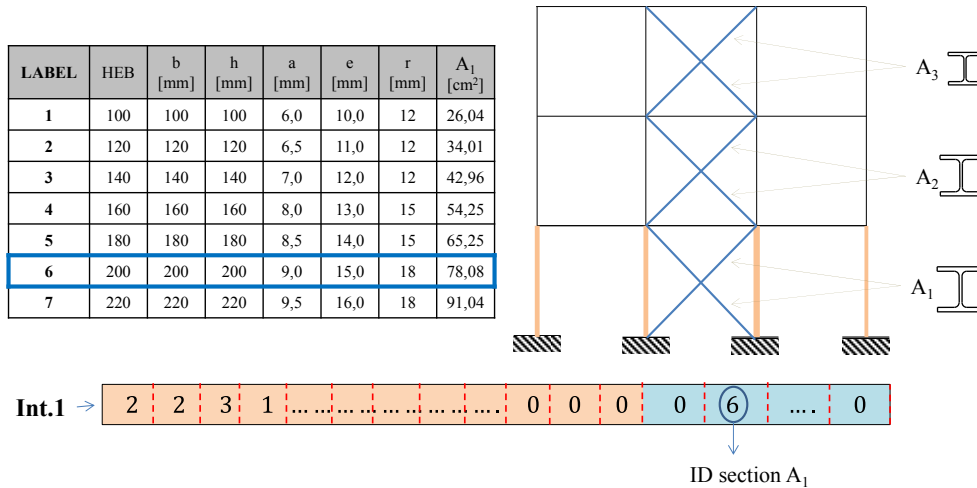 LABEL HEB b [mm] h [mm] a [mm] e [mm] r [mm] A₁ [cm²]
1 100 100 100 6,0 10,0 12 26,04
2 120 120 120 6,5 11,0 12 34,01
3 140 140 140 7,0 12,0 12 42,96
4 160 160 160 8,0 13,0 15 54,25
5 180 180 180 8,5 14,0 15 65,25
6 200 200 200 9,0 15,0 18 78,08
7 220 220 220 9,5 16,0 18 91,04
A₃
A₂
A₁
Int.1 2 2 3 1 ... ... ... ... ... ... ... . 0 0 0 0 6 .... 0
ID section A₁